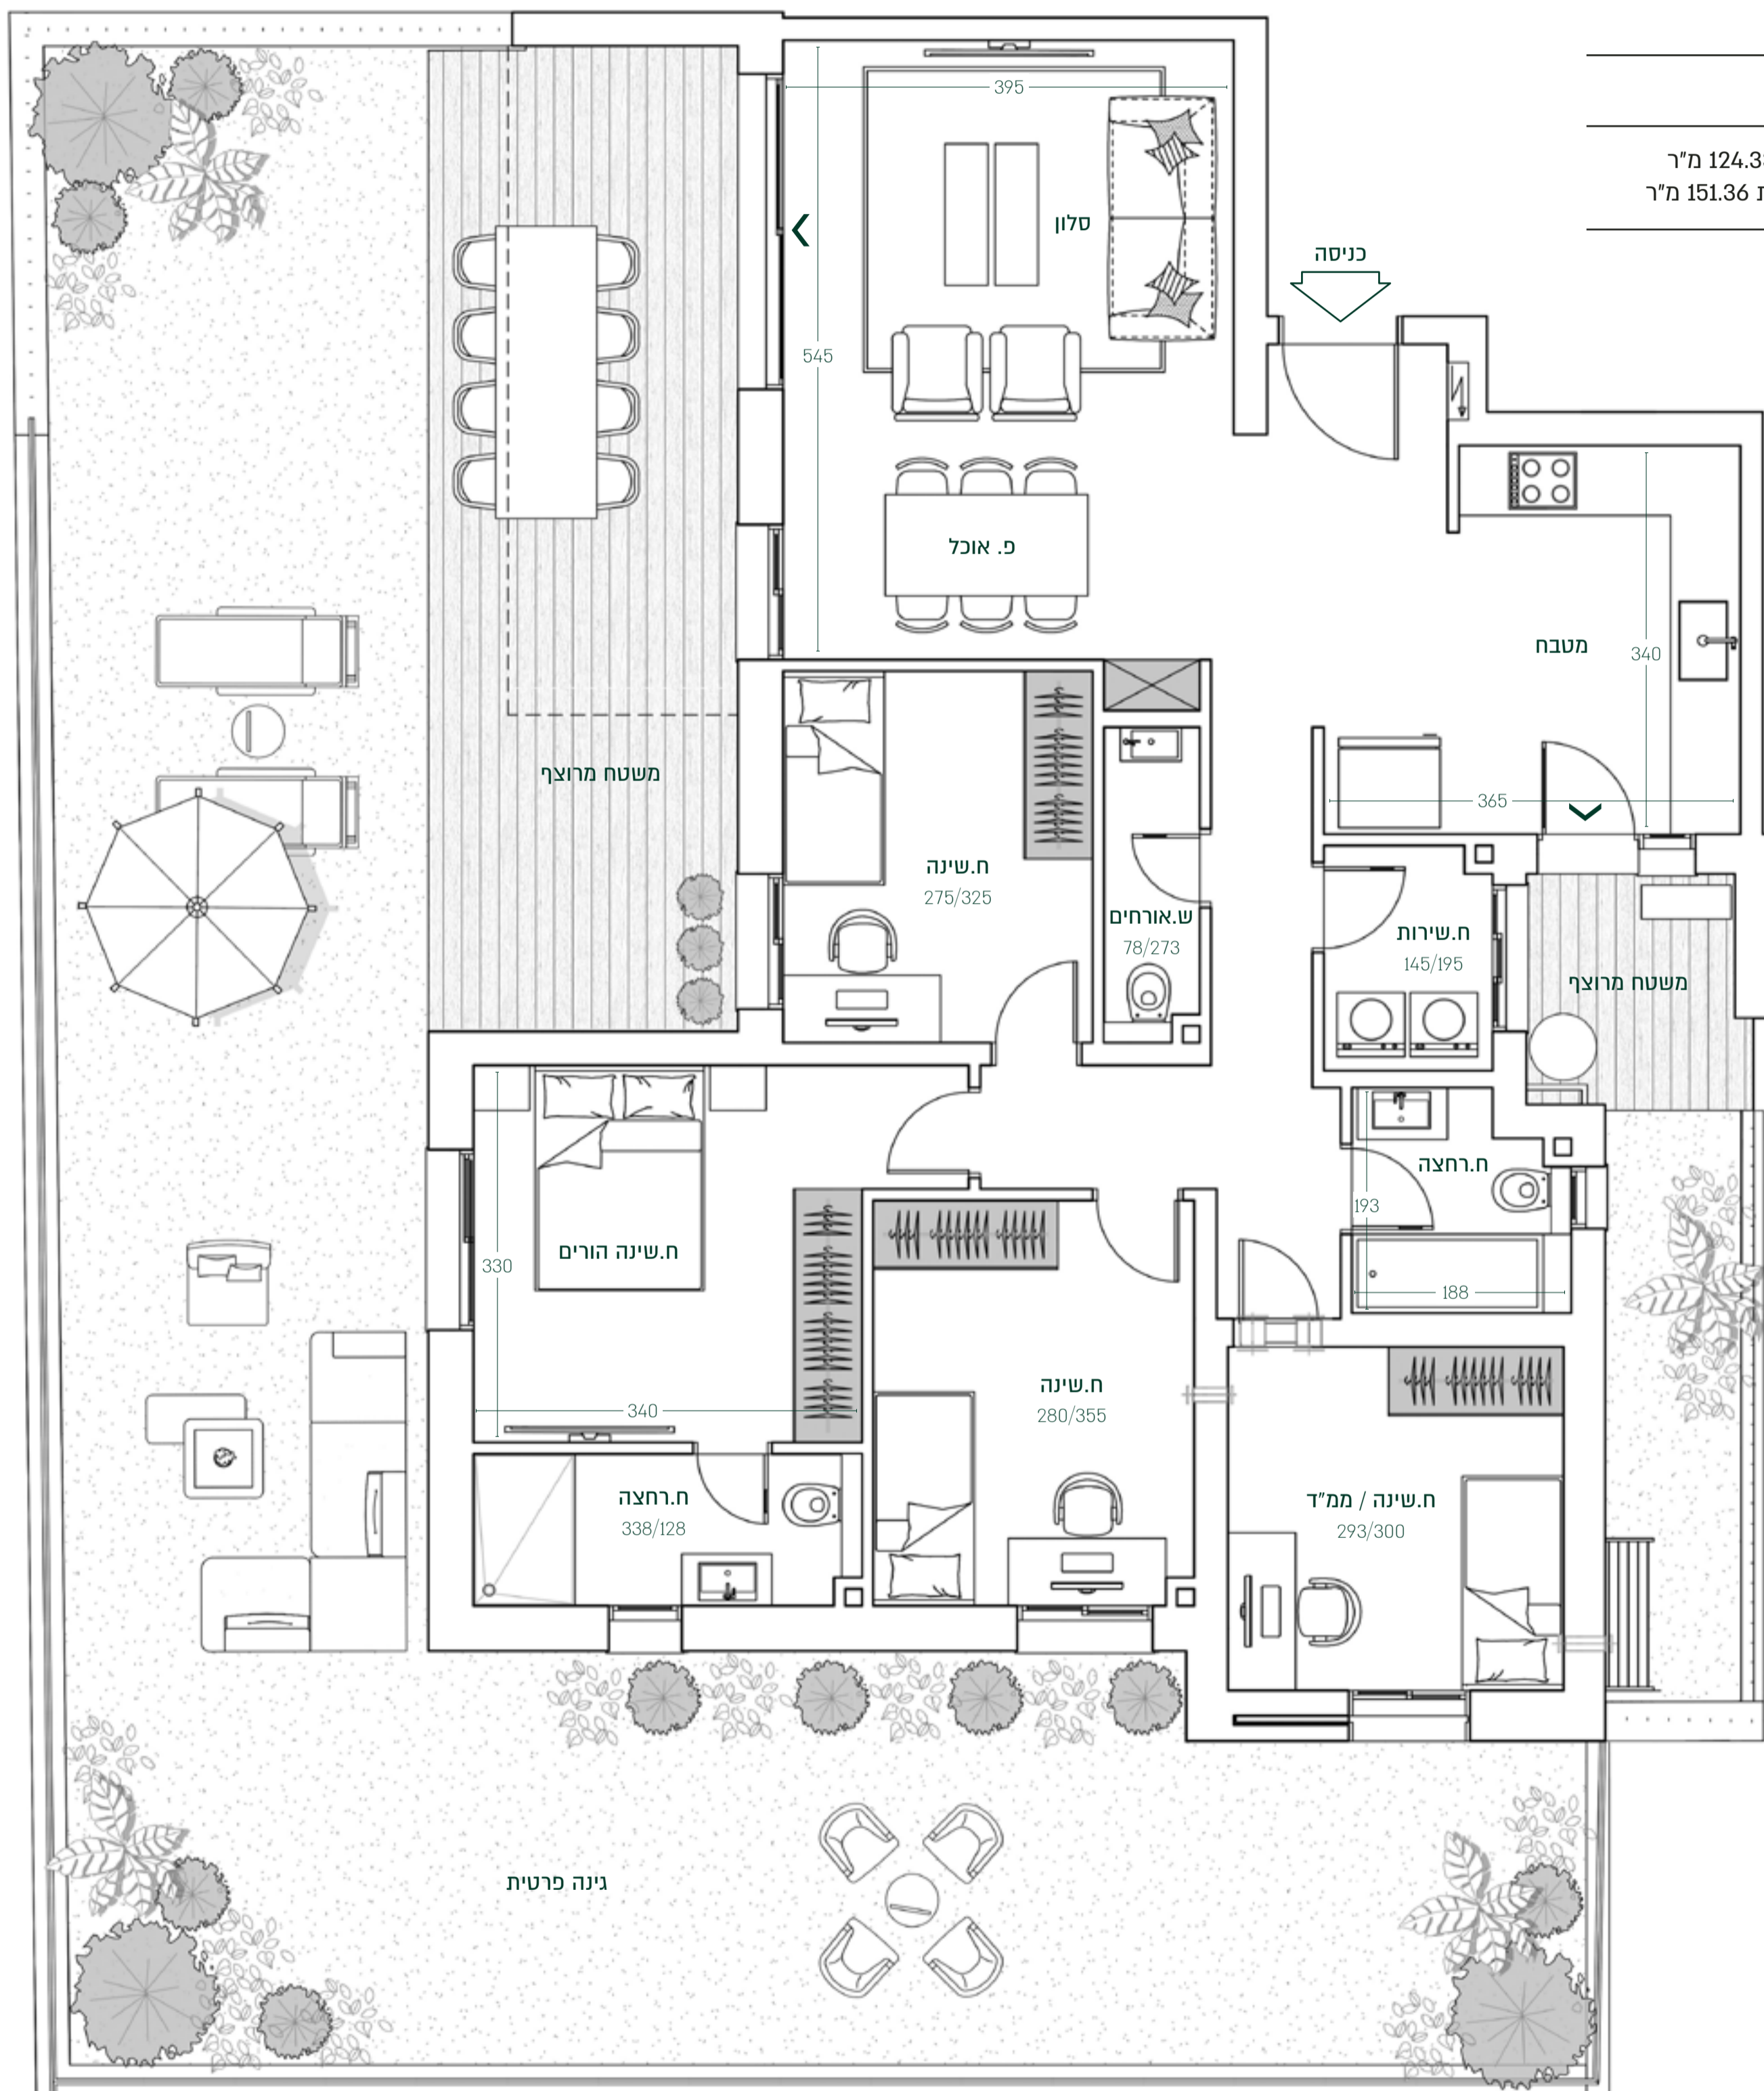 124.3 מ"ר
151.36 מ"ר
כניסה
395
סלון
545
פ. אוכל
מטבח
340
365
משטח מרוצף
ח.שינה
275/325
ש.אורחים
78/273
ח.שירות
145/195
משטח מרוצף
ח.רחצה
193
188
ח.שינה הורים
330
340
ח.שינה
280/355
ח.רחצה
338/128
ח.שינה / ממ"ד
293/300
גינה פרטית